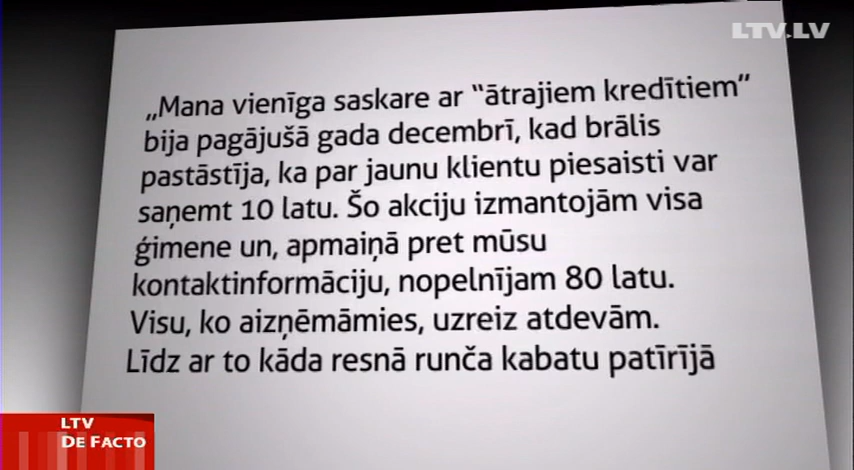 LTV.LV
„Mana vienīga saskare ar “ātrajiem kredītiem”
bija pagājušā gada decembrī, kad brālis
pastāstīja, ka par jaunu klientu piesaisti var
saņemt 10 latu. Šo akciju izmantojām visa
ģimene un, apmaiņā pret mūsu
kontaktinformāciju, nopelnījam 80 latu.
Visu, ko aizņēmāmies, uzreiz atdevām.
Līdz ar to kāda resnā runča kabatu patīrījā
LTV
DE FACTO